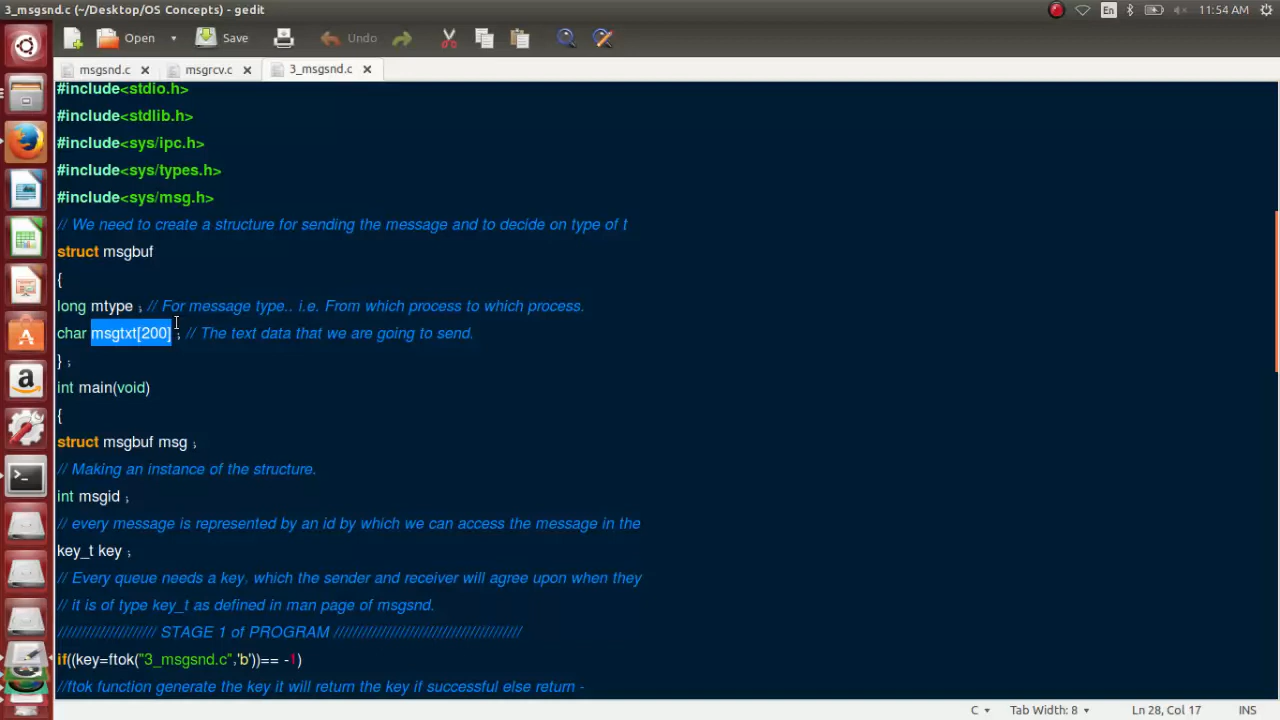 3_msgsnd.c (~/Desktop/OS Concepts) - gedit
En
11:54 AM
Open
Save
Undo
msgsnd.c
msgrcv.c
3_msgsnd.c
#include<stdio.h>
#include<stdlib.h>
#include<sys/ipc.h>
#include<sys/types.h>
#include<sys/msg.h>
// We need to create a structure for sending the message and to decide on type of t
struct msgbuf
{
long mtype ; // For message type.. i.e. From which process to which process.
char msgtxt[200] ; // The text data that we are going to send.
} ;
int main(void)
{
struct msgbuf msg ;
// Making an instance of the structure.
int msgid ;
// every message is represented by an id by which we can access the message in the
key_t key ;
// Every queue needs a key, which the sender and receiver will agree upon when they
// it is of type key_t as defined in man page of msgsnd.
///////////////////// STAGE 1 of PROGRAM ////////////////////////////////////////
if((key=ftok("3_msgsnd.c",'b'))== -1)
//ftok function generate the key it will return the key if successful else return -
C
Tab Width: 8
Ln 28, Col 17
INS